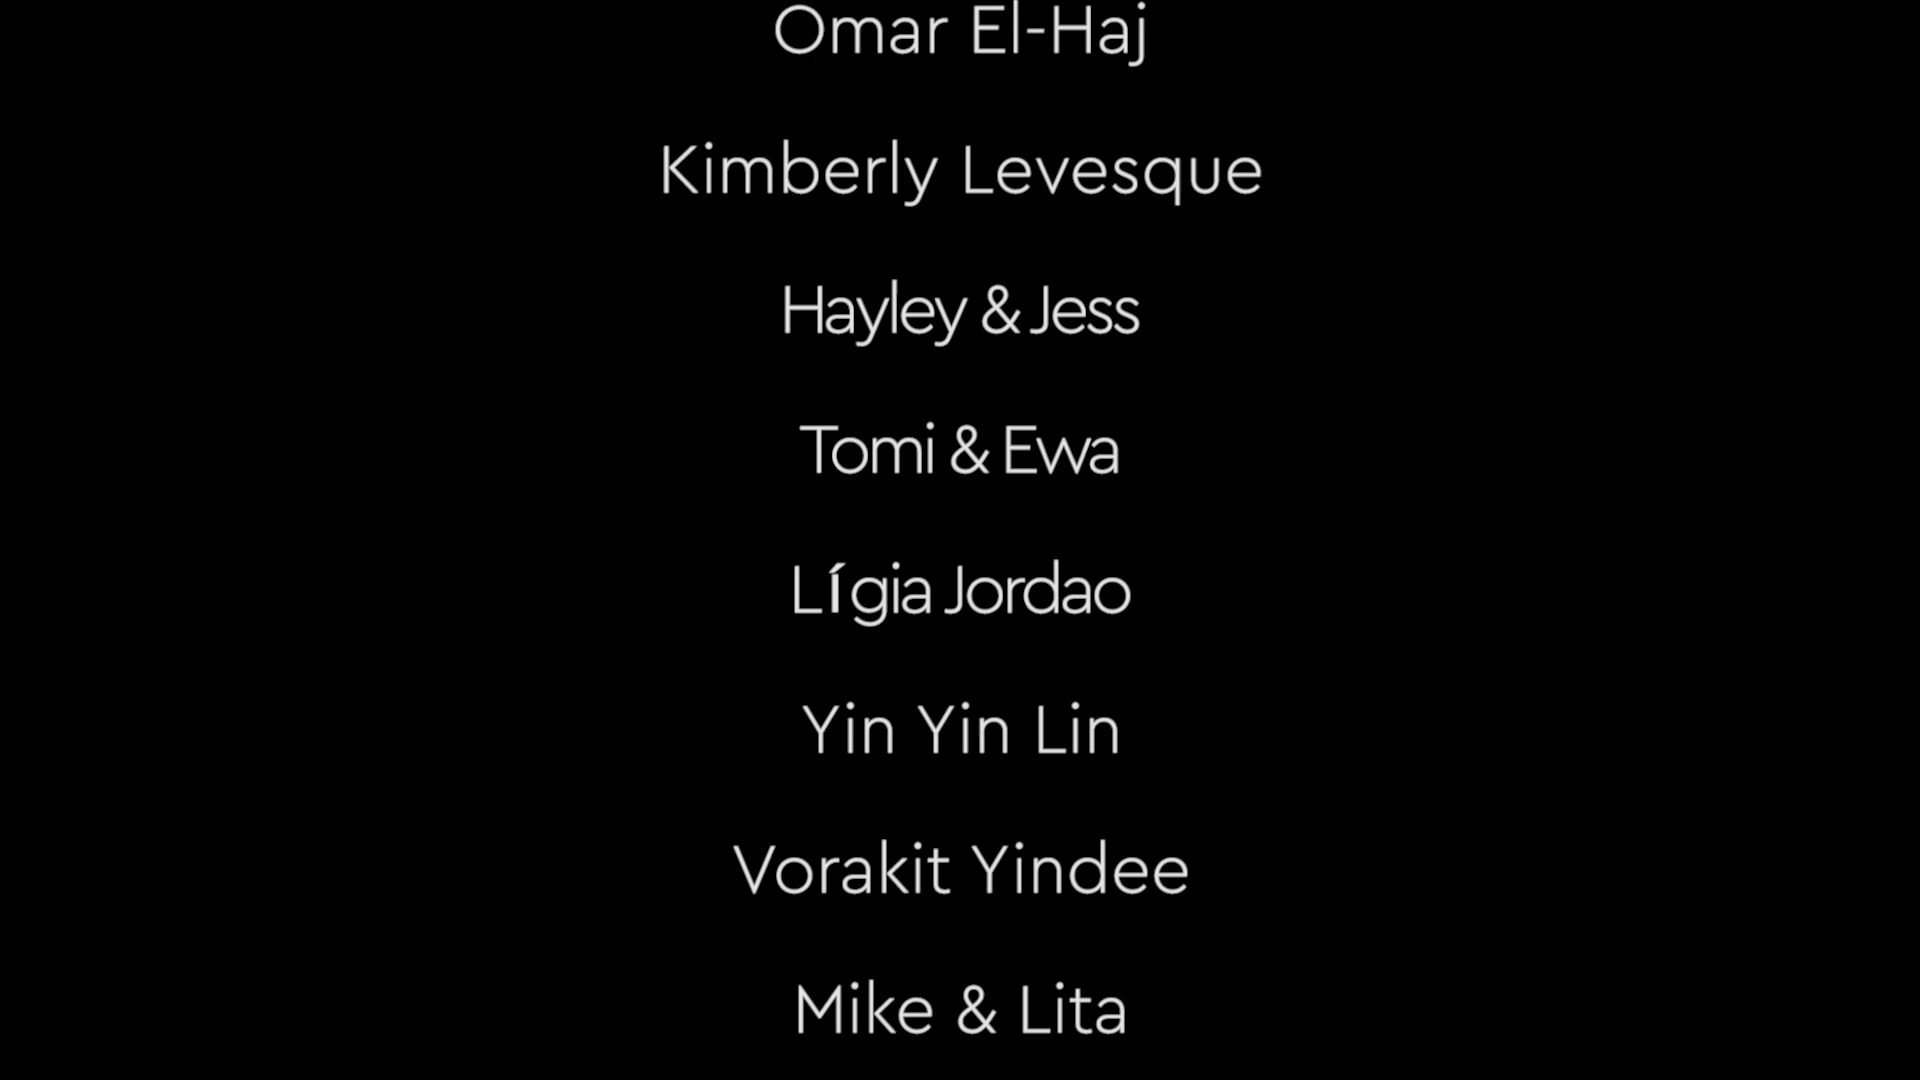 Omar El-Haj
Kimberly Levesque
Hayley & Jess
Tomi & Ewa
Lígia Jordao
Yin Yin Lin
Vorakit Yindee
Mike & Lita